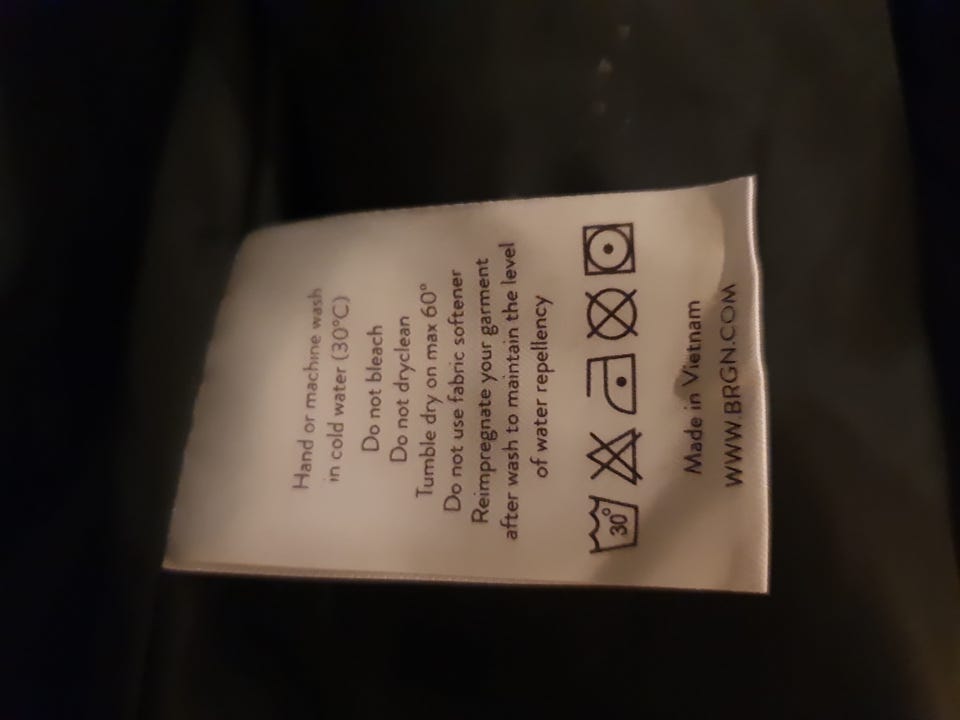 Hand or machine wash
in cold water (30°C)
Do not bleach
Do not dryclean
Tumble dry on max 60°
Do not use fabric softener
Reimpregnate your garment
after wash to maintain the level
of water repellency
30°
Made in Vietnam
WWW.BRGN.COM